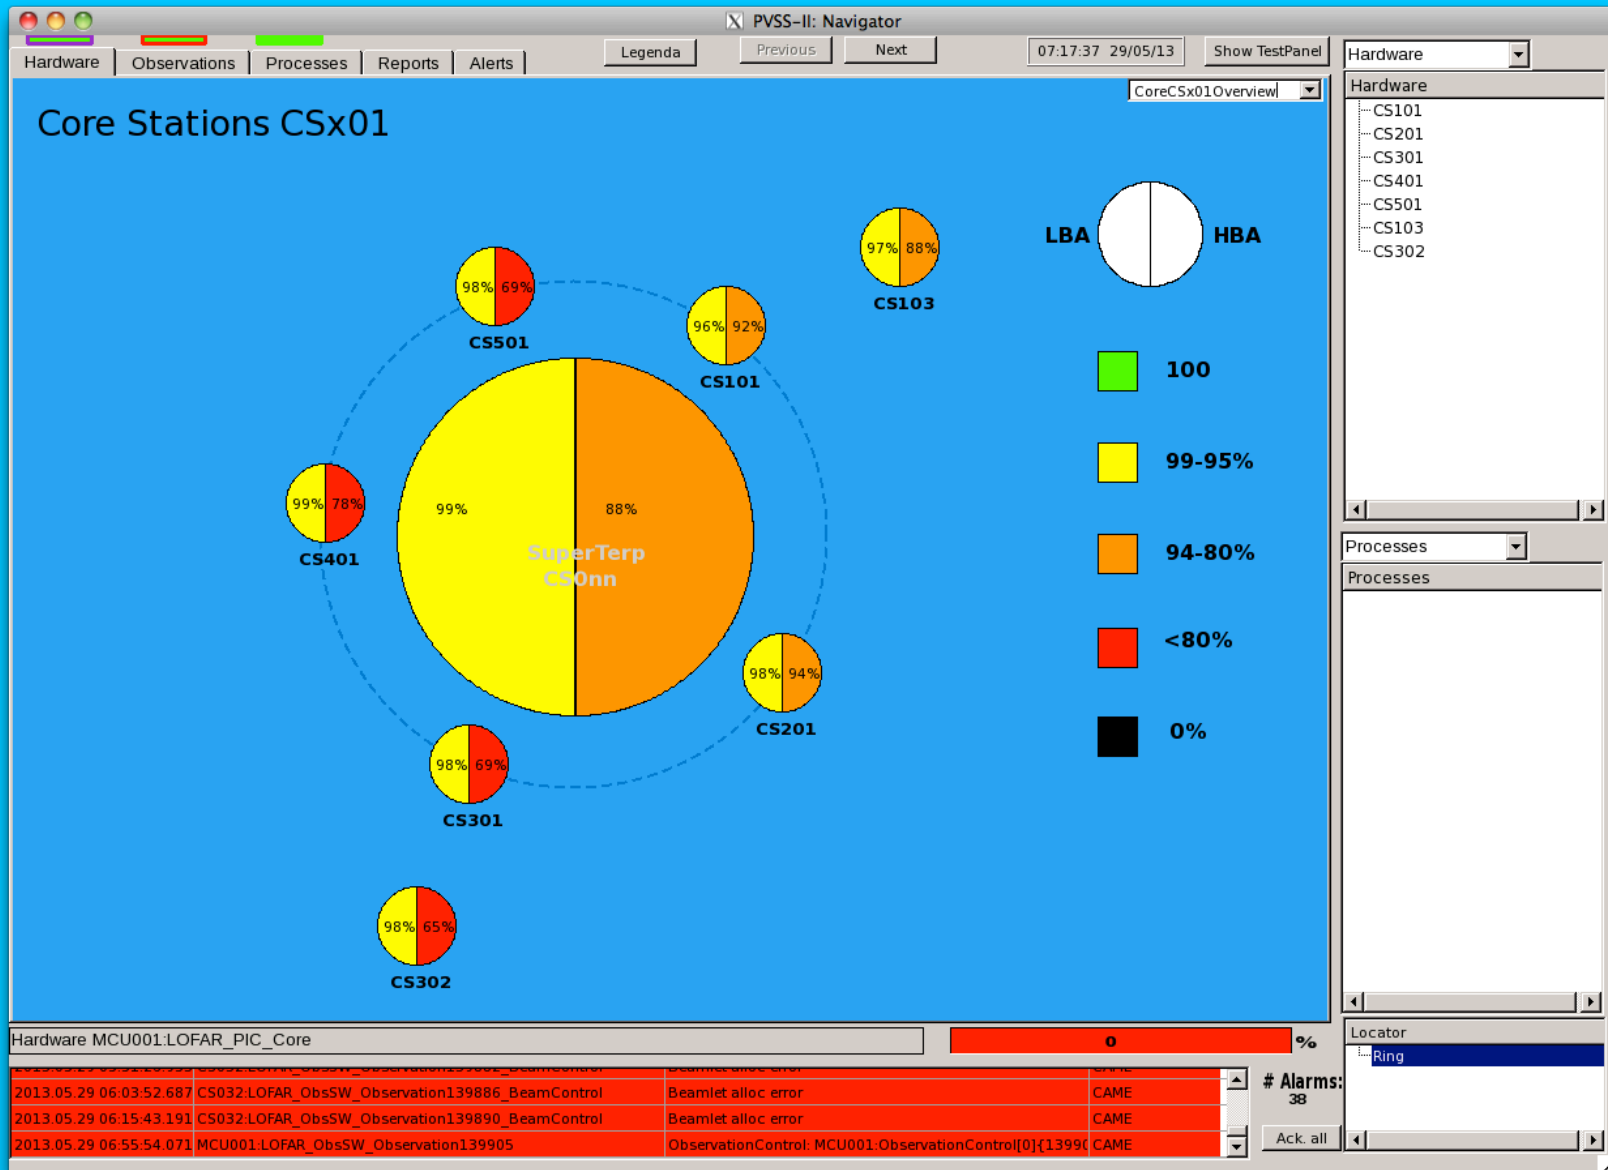 PVSS-II: Navigator
Hardware Observations Processes Reports Alerts Legenda Previous Next 07:17:37 29/05/13 Show TestPanel
CoreCSx01Overview
Core Stations CSx01
LBA HBA
97% 88%
CS103
98% 69%
CS501
96% 92%
CS101
100
99-95%
94-80%
<80%
0%
99% 78%
CS401
99% 88%
SuperTerp
CS0nn
98% 94%
CS201
98% 69%
CS301
98% 65%
CS302
Hardware
Hardware
CS101
CS201
CS301
CS401
CS501
CS103
CS302
Processes
Processes
Locator
Ring
Hardware MCU001:LOFAR_PIC_Core
0 %
2013.05.29 06:03:52.687 CS032:LOFAR_ObsSW_Observation139886_BeamControl Beamlet alloc error CAME
2013.05.29 06:15:43.191 CS032:LOFAR_ObsSW_Observation139890_BeamControl Beamlet alloc error CAME
2013.05.29 06:55:54.071 MCU001:LOFAR_ObsSW_Observation139905 ObservationControl: MCU001:ObservationControl[0]{1399 CAME
# Alarms:
38
Ack. all